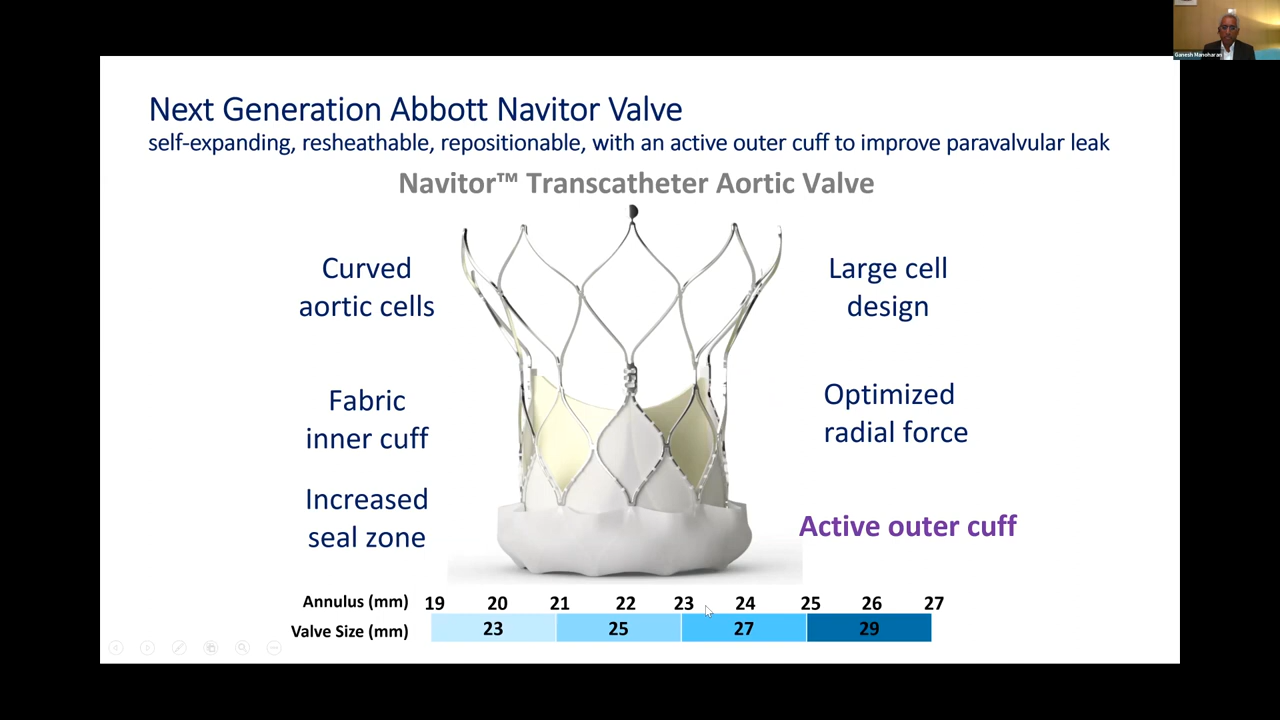 Ganesh Manoharan
Next Generation Abbott Navitor Valve
self-expanding, resheathable, repositionable, with an active outer cuff to improve paravalvular leak
Navitor™ Transcatheter Aortic Valve
Curved
aortic cells
Large cell
design
Fabric
inner cuff
Optimized
radial force
Increased
seal zone
Active outer cuff
Annulus (mm) 19 20 21 22 23 24 25 26 27
Valve Size (mm) 23 25 27 29